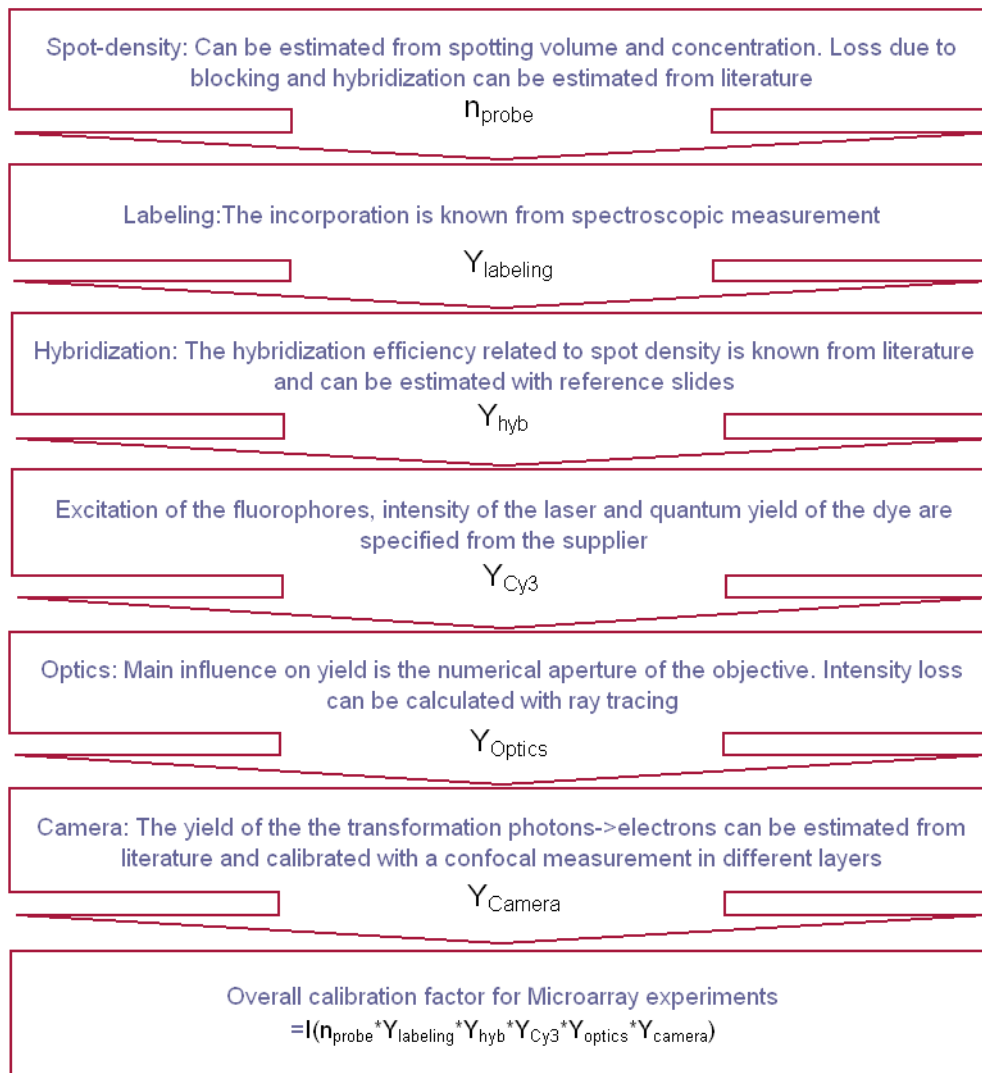 Spot-density: Can be estimated from spotting volume and concentration. Loss due to
blocking and hybridization can be estimated from literature
nprobe
Labeling:The incorporation is known from spectroscopic measurement
Ylabeling
Hybridization: The hybridization efficiency related to spot density is known from literature
and can be estimated with reference slides
Yhyb
Excitation of the fluorophores, intensity of the laser and quantum yield of the dye are
specified from the supplier
YCy3
Optics: Main influence on yield is the numerical aperture of the objective. Intensity loss
can be calculated with ray tracing
YOptics
Camera: The yield of the the transformation photons->electrons can be estimated from
literature and calibrated with a confocal measurement in different layers
YCamera
Overall calibration factor for Microarray experiments
=I(nprobe*Ylabeling*Yhyb*YCy3*Yoptics*Ycamera)